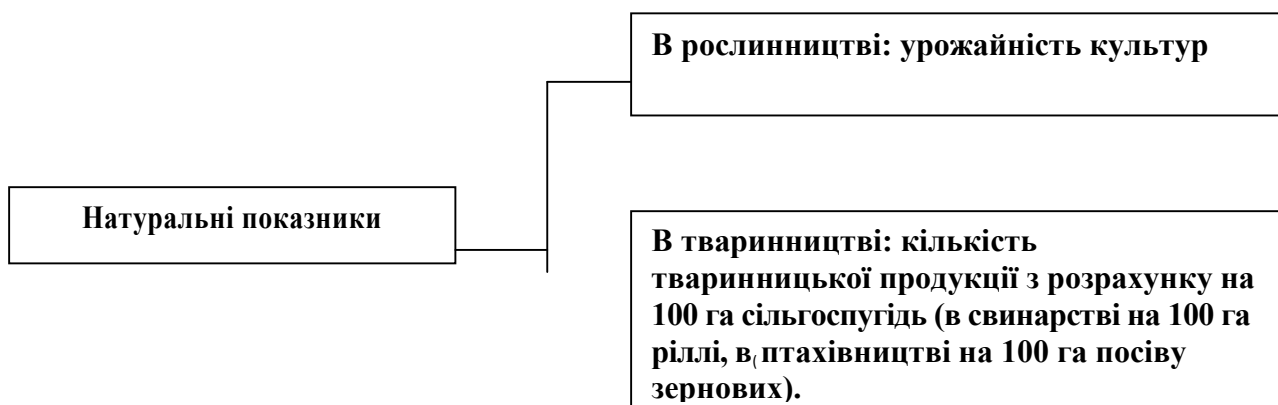 В рослинництві: урожайність культур
Натуральні показники
В тваринництві: кількість
тваринницької продукції з розрахунку на
100 га сільгоспугідь (в свинарстві на 100 га
ріллі, в( птахівництві на 100 га посіву
зернових).